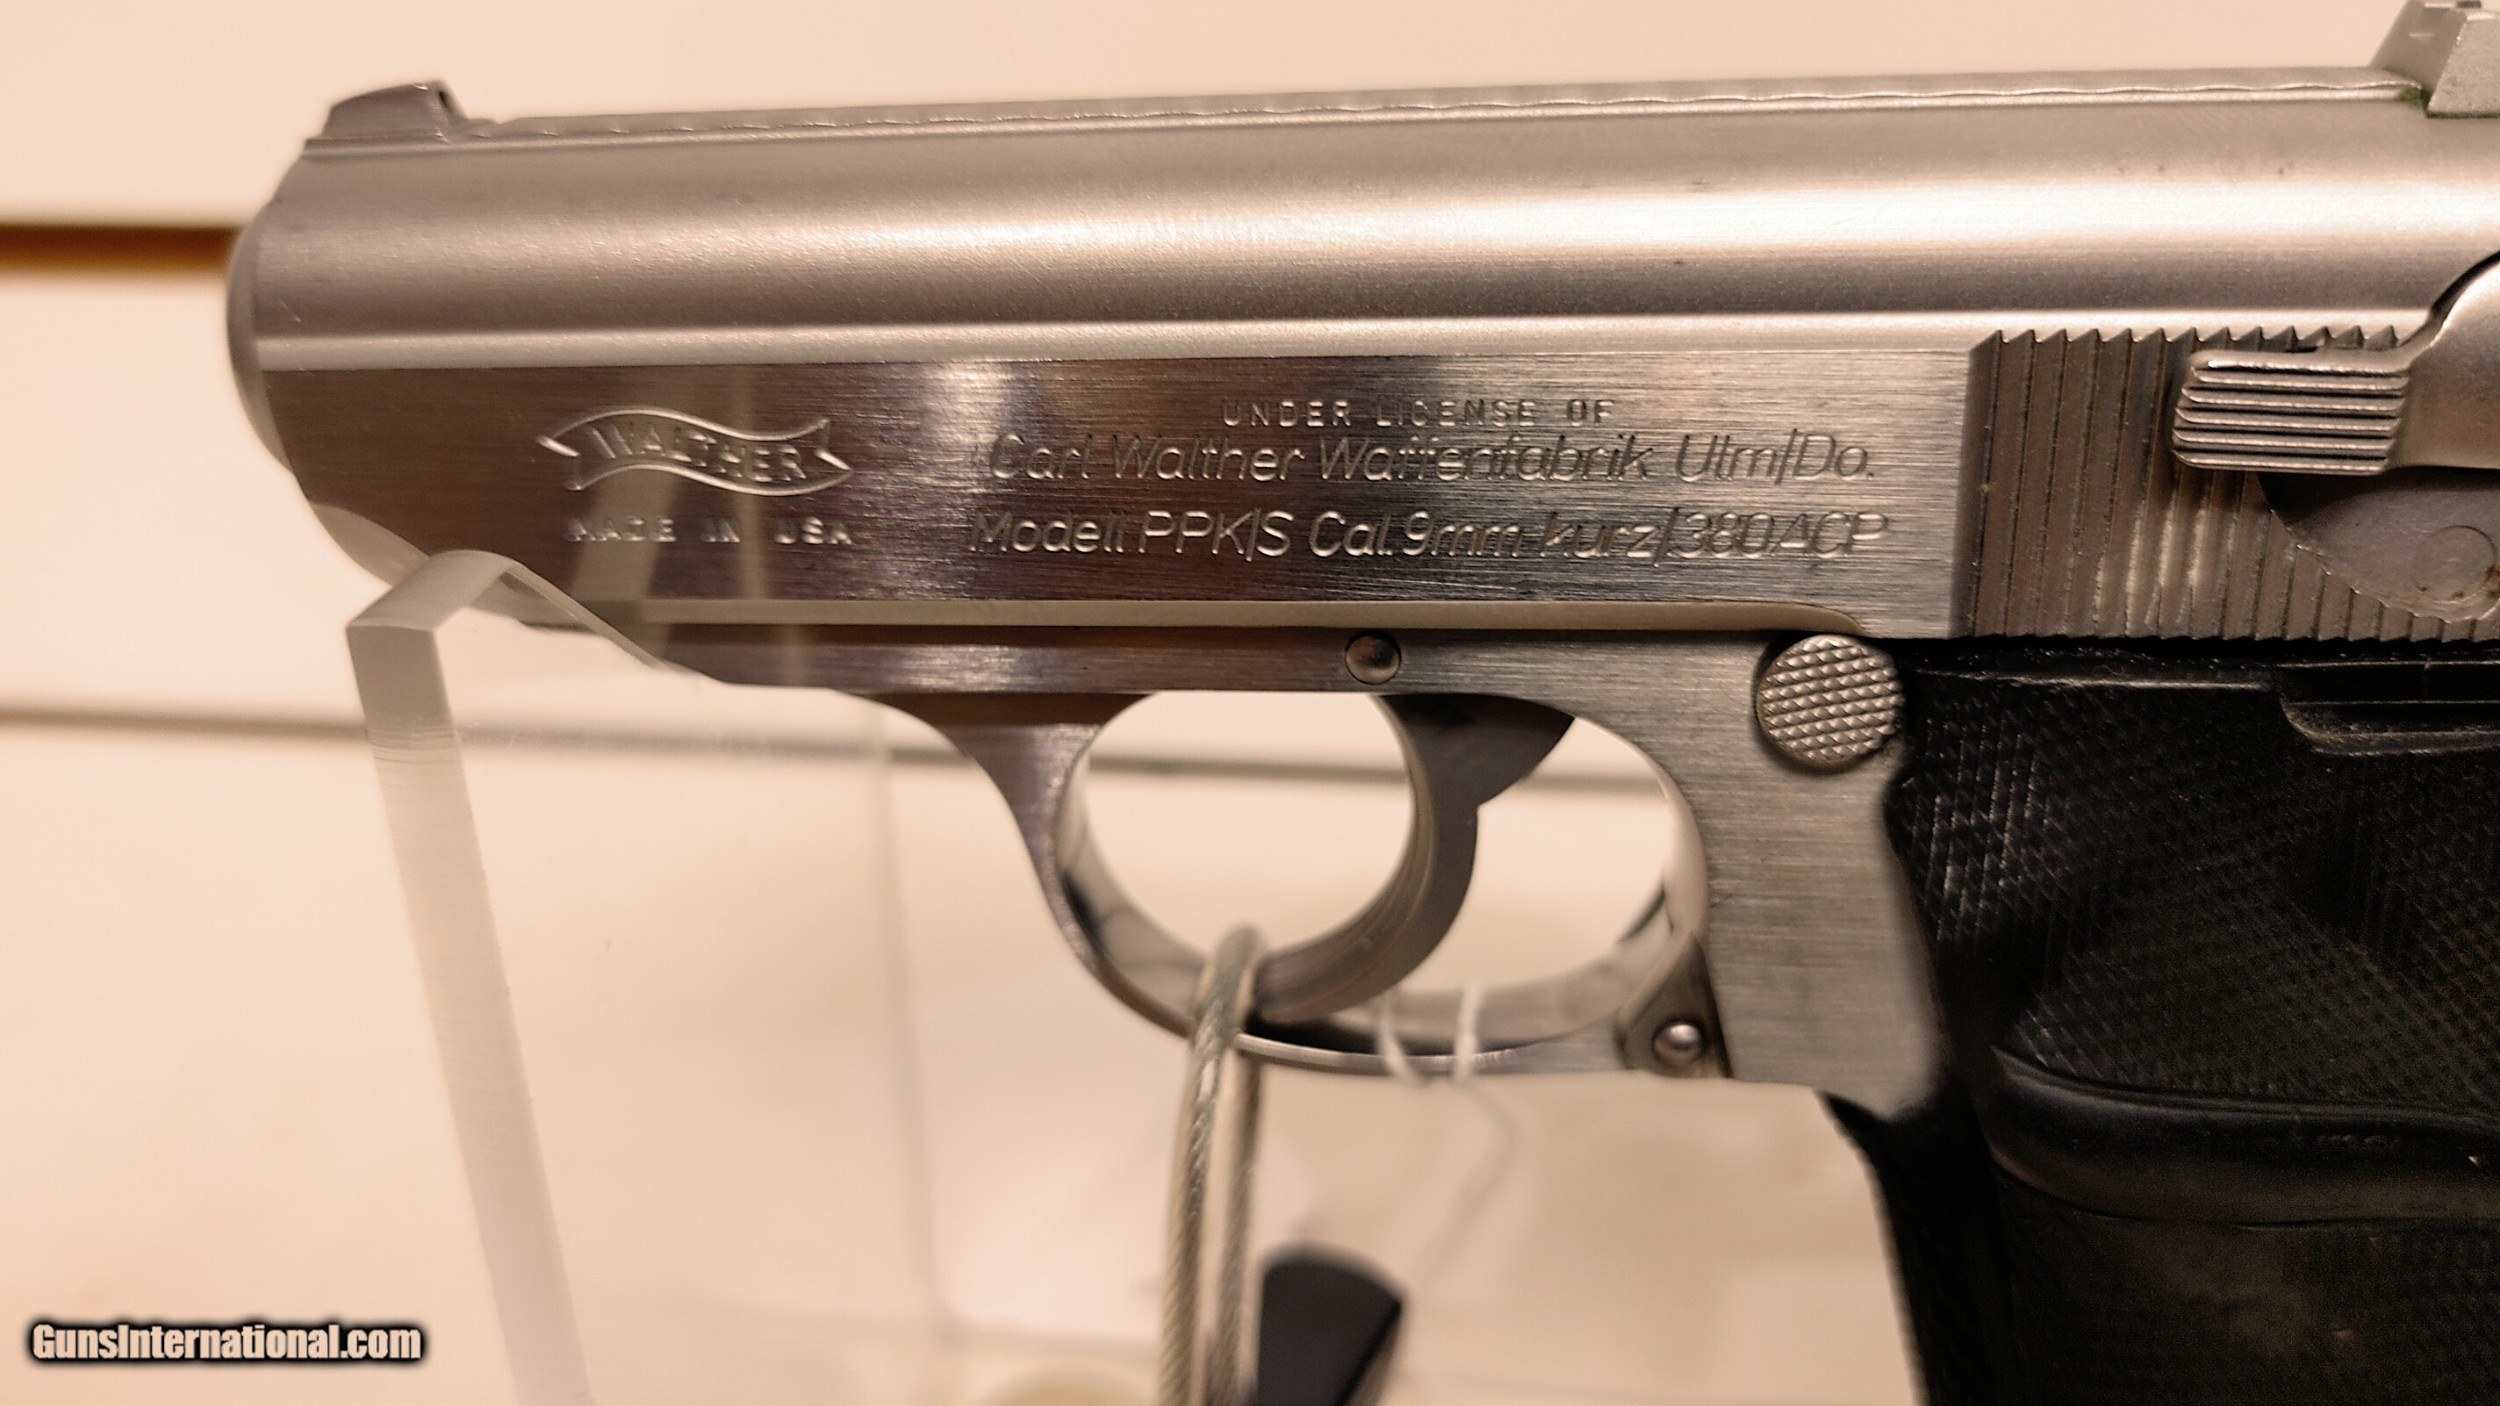 WALTHER
MADE IN USA
UNDER LICENSE OF
Carl Walther Waffenfabrik Ulm/Do.
Modell PPK/S Cal.9mm kurz/.380ACP
GunsInternational.com